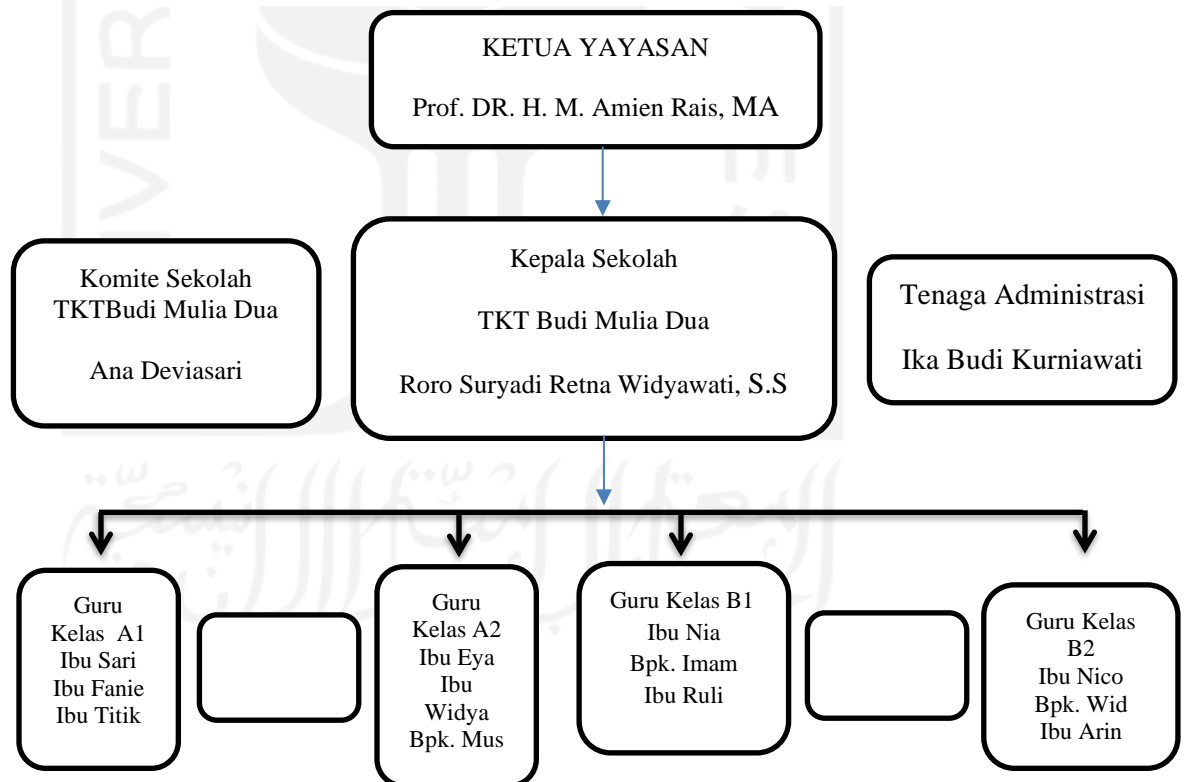 KETUA YAYASAN
Prof. DR. H. M. Amien Rais, MA
Komite Sekolah
TKTBudi Mulia Dua
Ana Deviasari
Kepala Sekolah
TKT Budi Mulia Dua
Roro Suryadi Retna Widyawati, S.S
Tenaga Administrasi
Ika Budi Kurniawati
Guru
Kelas A1
Ibu Sari
Ibu Fanie
Ibu Titik
Guru
Kelas A2
Ibu Eya
Ibu
Widya
Bpk. Mus
Guru Kelas B1
Ibu Nia
Bpk. Imam
Ibu Ruli
Guru Kelas
B2
Ibu Nico
Bpk. Wid
Ibu Arin